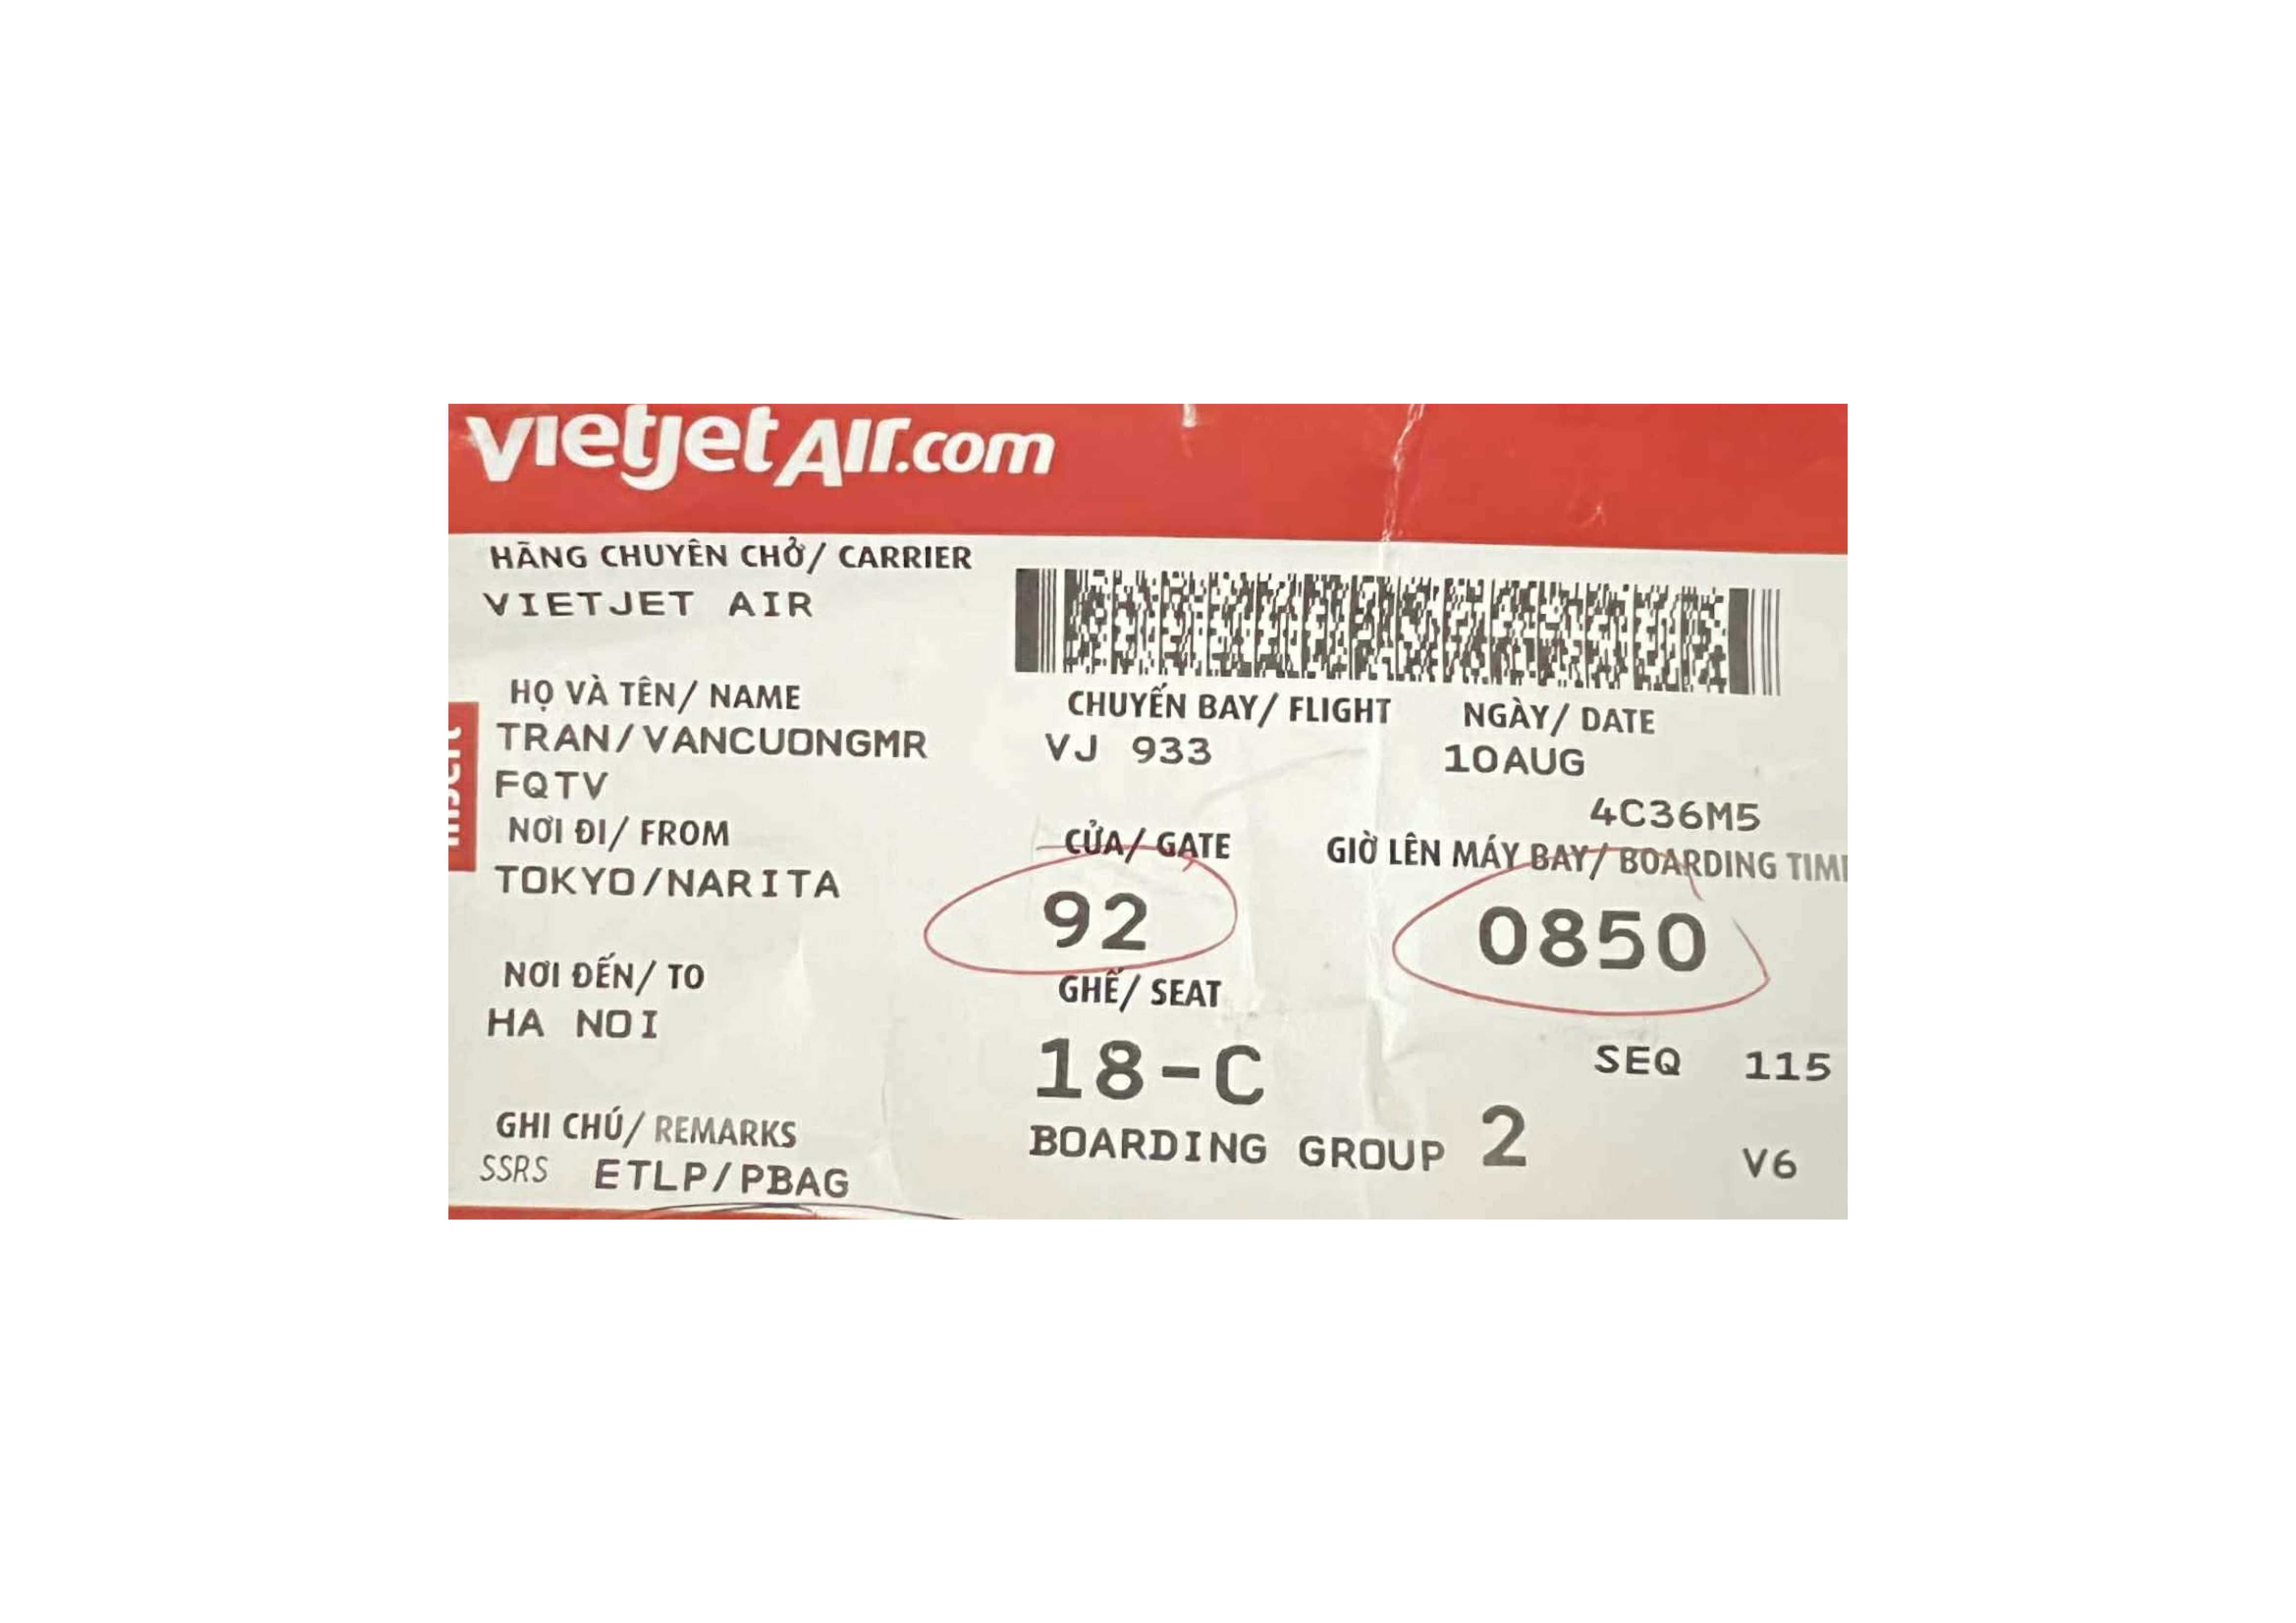 vietjetAir.com
HÃNG CHUYÊN CHỞ/ CARRIER
VIETJET AIR
HỌ VÀ TÊN/ NAME
TRAN/VANCUONGMR
FQTV
CHUYẾN BAY/ FLIGHT
VJ 933
NGÀY/ DATE
10AUG
4C36M5
NƠI ĐI/ FROM
TOKYO/NARITA
CỬA/ GATE
92
GIỜ LÊN MÁY BAY/ BOARDING TIM
0850
NƠI ĐẾN/ TO
HA NOI
GHẾ/ SEAT
18-C
SEQ 115
BOARDING GROUP 2
V6
GHI CHÚ/ REMARKS
SSRS ETLP/PBAG